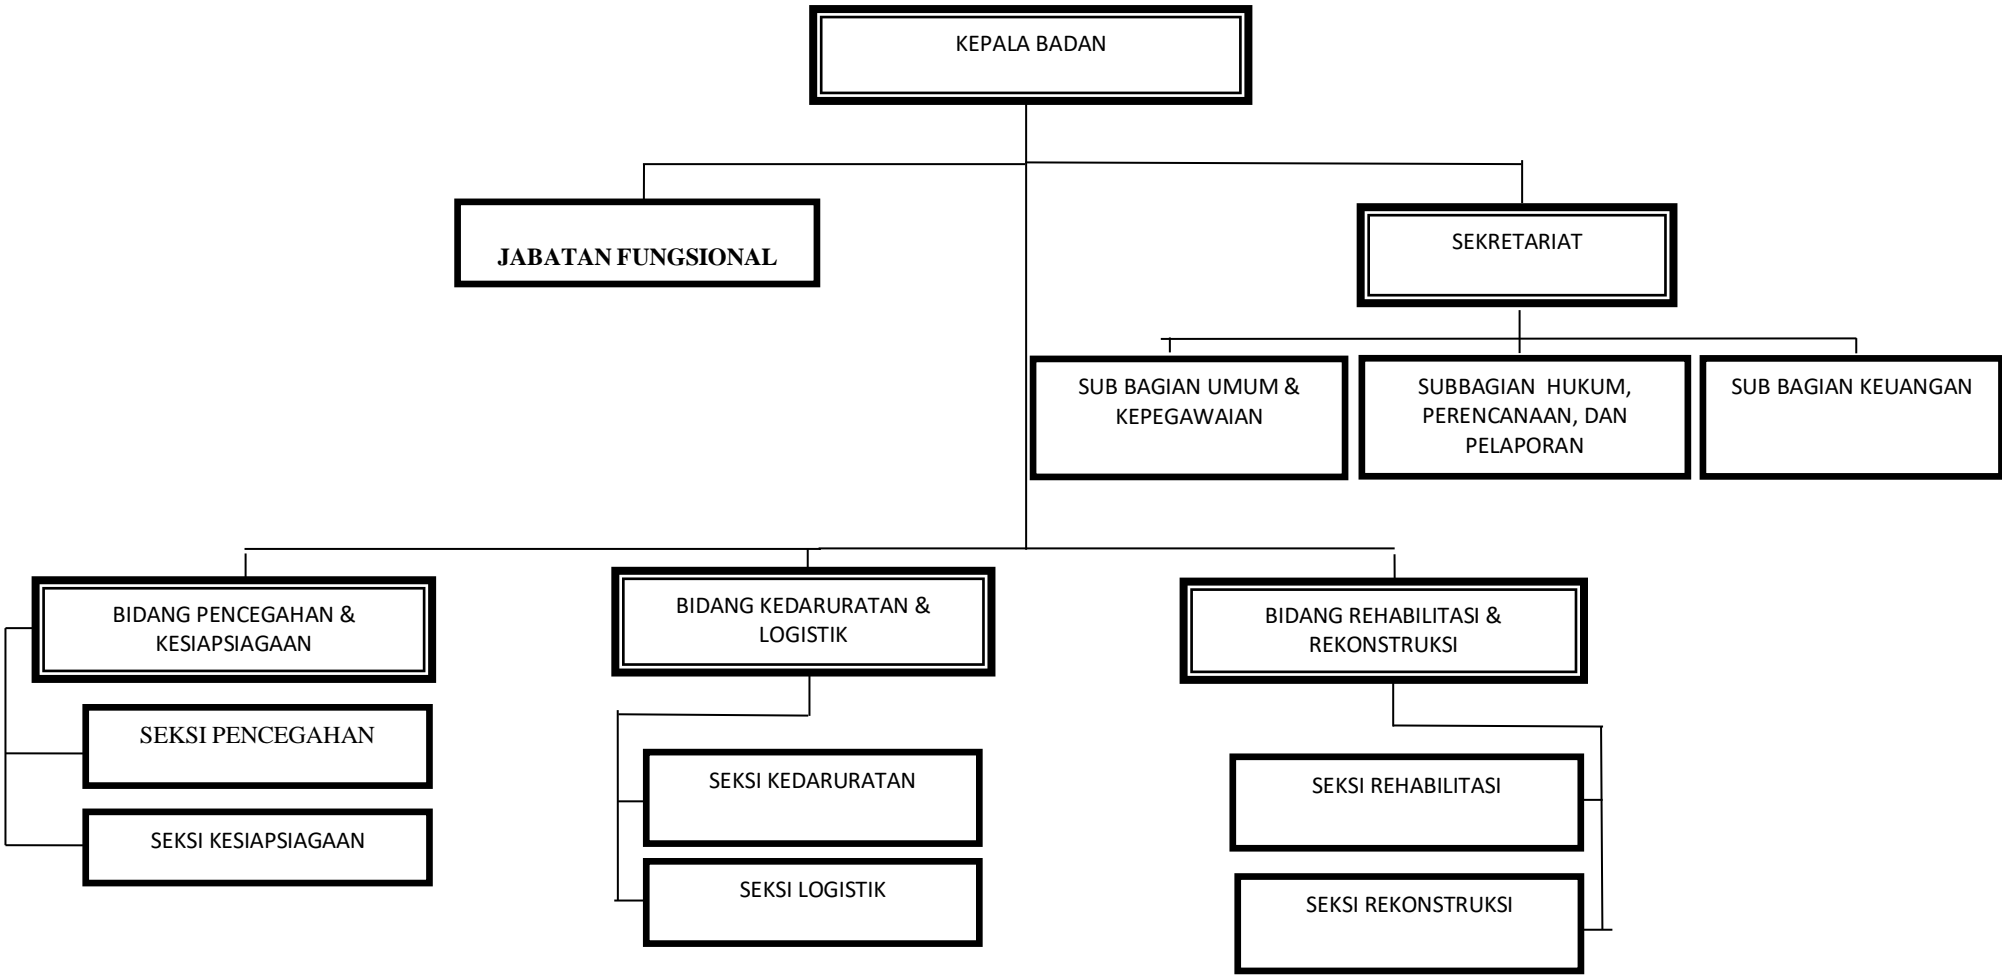 KEPALA BADAN
JABATAN FUNGSIONAL
SEKRETARIAT
SUB BAGIAN UMUM &
KEPEGAWAIAN
SUBBAGIAN  HUKUM,
PERENCANAAN, DAN
PELAPORAN
SUB BAGIAN KEUANGAN
BIDANG PENCEGAHAN &
KESIAPSIAGAAN
SEKSI PENCEGAHAN
SEKSI KESIAPSIAGAAN
BIDANG KEDARURATAN &
LOGISTIK
SEKSI KEDARURATAN
SEKSI LOGISTIK
BIDANG REHABILITASI &
REKONSTRUKSI
SEKSI REHABILITASI
SEKSI REKONSTRUKSI